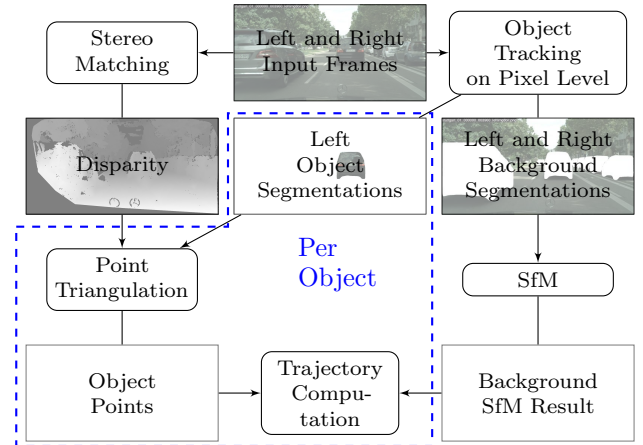 Stereo
Matching
Left and Right
Input Frames
Object
Tracking
on Pixel Level
Disparity
Left
Object
Segmentations
Left and Right
Background
Segmentations
Point
Triangulation
Per
Object
SfM
Object
Points
Trajectory
Compu-
tation
Background
SfM Result